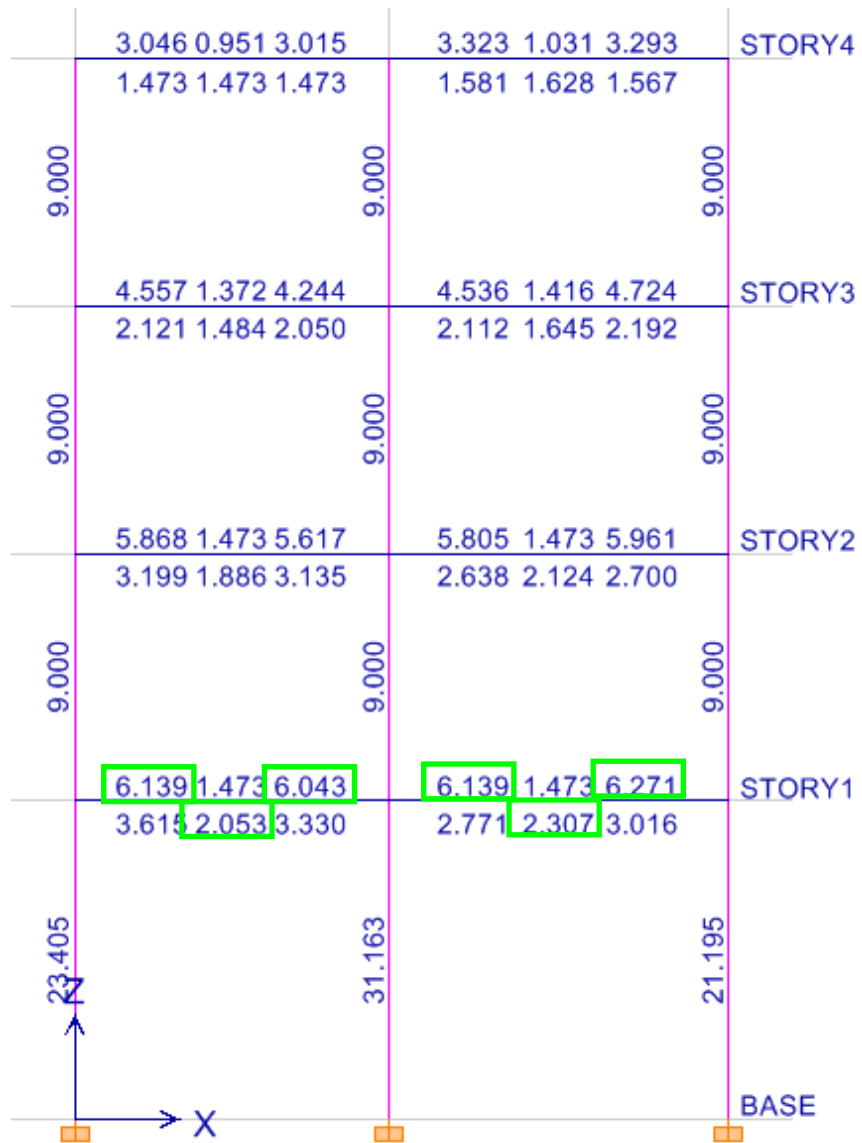 3.046 0.951 3.015 3.323 1.031 3.293 STORY4
1.473 1.473 1.473 1.581 1.628 1.567
9.000 9.000 9.000
4.557 1.372 4.244 4.536 1.416 4.724 STORY3
2.121 1.484 2.050 2.112 1.645 2.192
9.000 9.000 9.000
5.868 1.473 5.617 5.805 1.473 5.961 STORY2
3.199 1.886 3.135 2.638 2.124 2.700
9.000 9.000 9.000
6.139 1.473 6.043 6.139 1.473 6.271 STORY1
3.615 2.053 3.330 2.771 2.307 3.016
23.405 31.163 21.195
Z
X
BASE